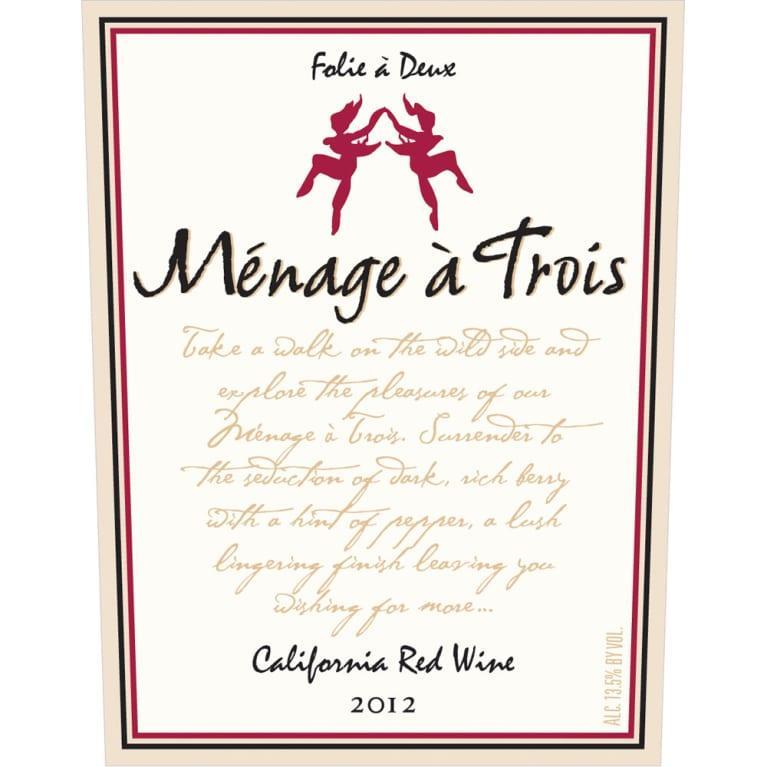 Folie à Deux
Ménage à Trois
Take a walk on the wild side and
explore the pleasures of our
Ménage à Trois. Surrender to
the seduction of dark, rich berry
with a hint of pepper, a lush
lingering finish leaving you
wishing for more...
California Red Wine
2012
ALC. 13.5% BY VOL.